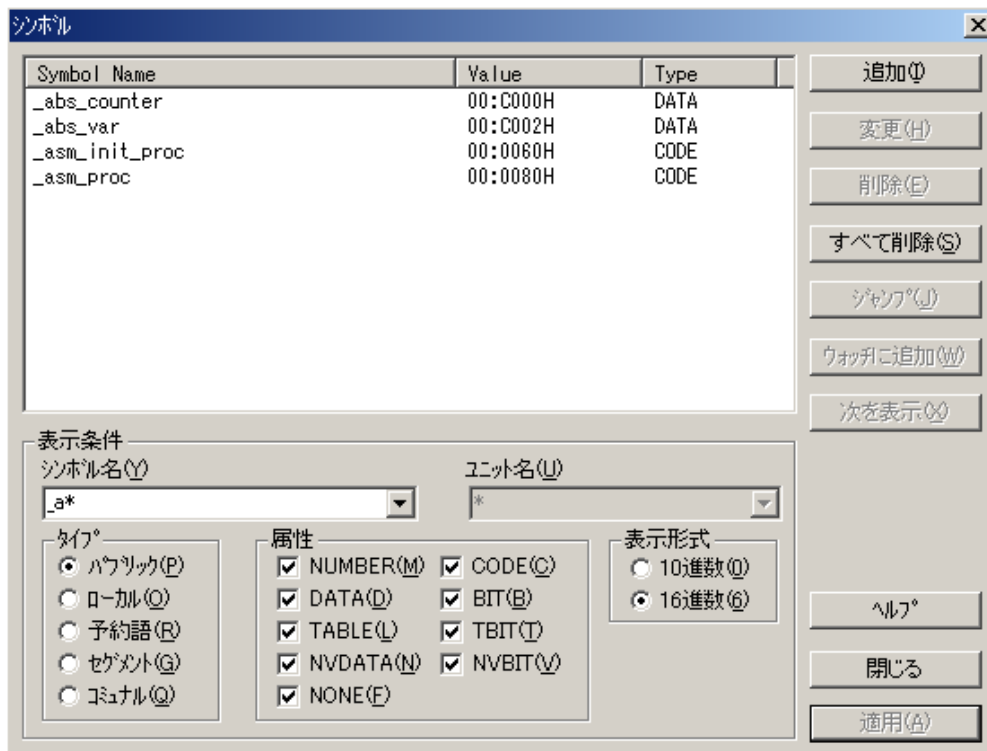 シンボル
Symbol Name Value Type
_abs_counter 00:C000H DATA
_abs_var 00:C002H DATA
_asm_init_proc 00:0060H CODE
_asm_proc 00:0080H CODE
追加(I)
変更(H)
削除(E)
すべて削除(S)
ジャンプ(J)
ウォッチに追加(W)
次を表示(X)
表示条件
シンボル名(Y)
_a*
ユニット名(U)
*
タイプ
パブリック(P)
ローカル(O)
予約語(R)
セグメント(G)
コミュナル(Q)
属性
NUMBER(M) CODE(C)
DATA(D) BIT(B)
TABLE(L) TBIT(T)
NVDATA(N) NVBIT(V)
NONE(F)
表示形式
10進数(0)
16進数(6)
ヘルプ
閉じる
適用(A)